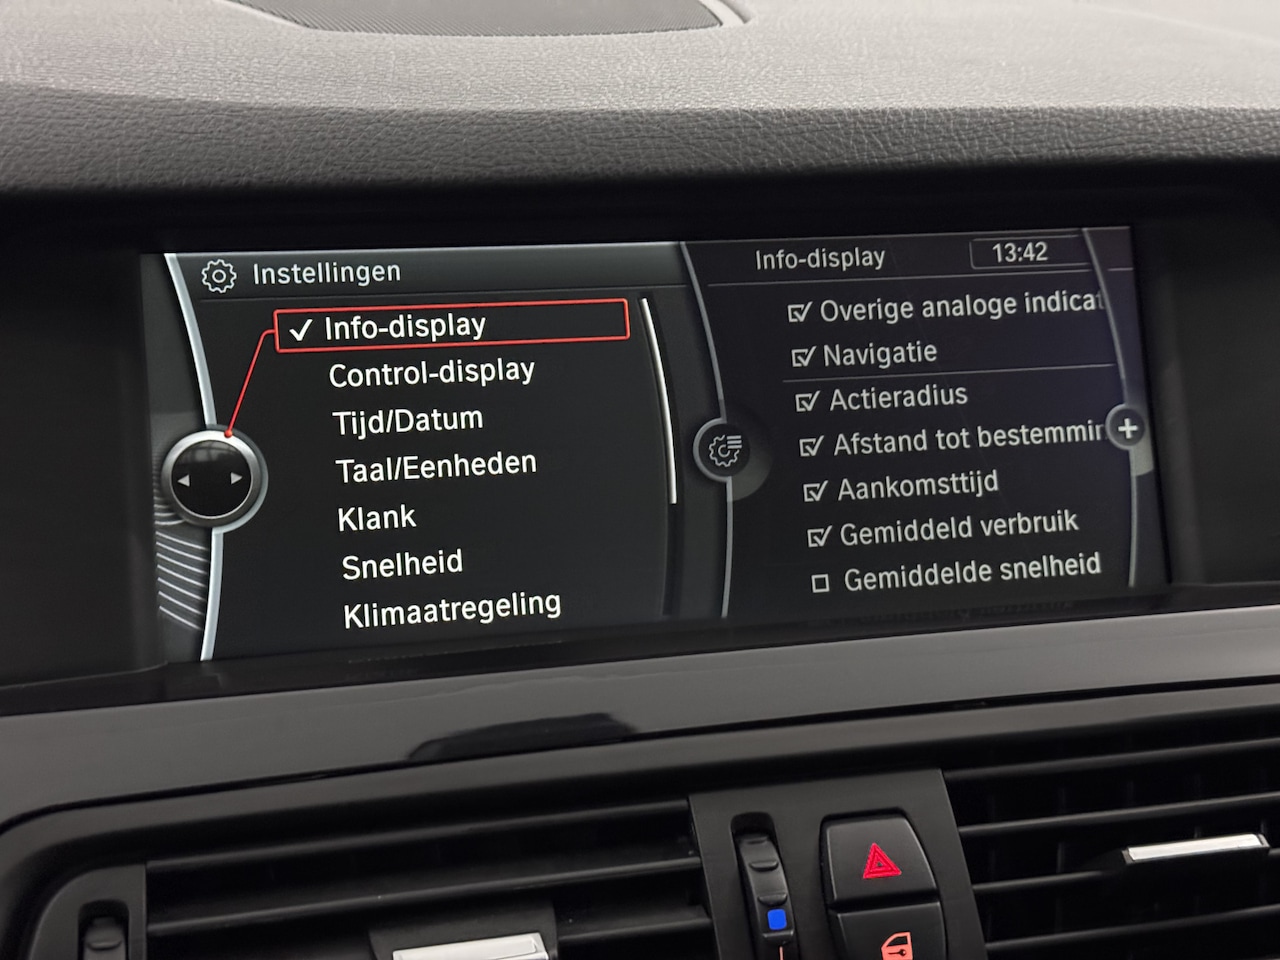 Instellingen
Info-display
Control-display
Tijd/Datum
Taal/Eenheden
Klank
Snelheid
Klimaatregeling
Info-display 13:42
Overige analoge indicat
Navigatie
Actieradius
Afstand tot bestemmin
Aankomsttijd
Gemiddeld verbruik
Gemiddelde snelheid